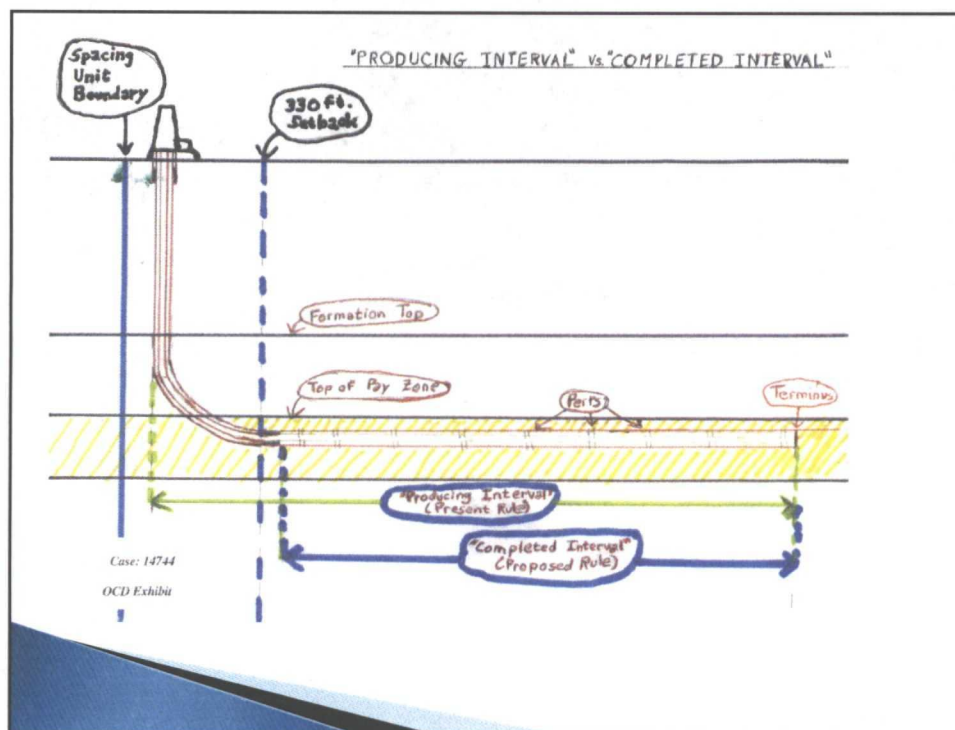 "PRODUCING INTERVAL" Vs. "COMPLETED INTERVAL"
Spacing
Unit
Boundary
330 ft.
Setback
Formation Top
Top of Pay Zone
Perfs
Terminus
"Producing Interval"
(Present Rule)
"Completed Interval"
(Proposed Rule)
Case: 14744
OCD Exhibit